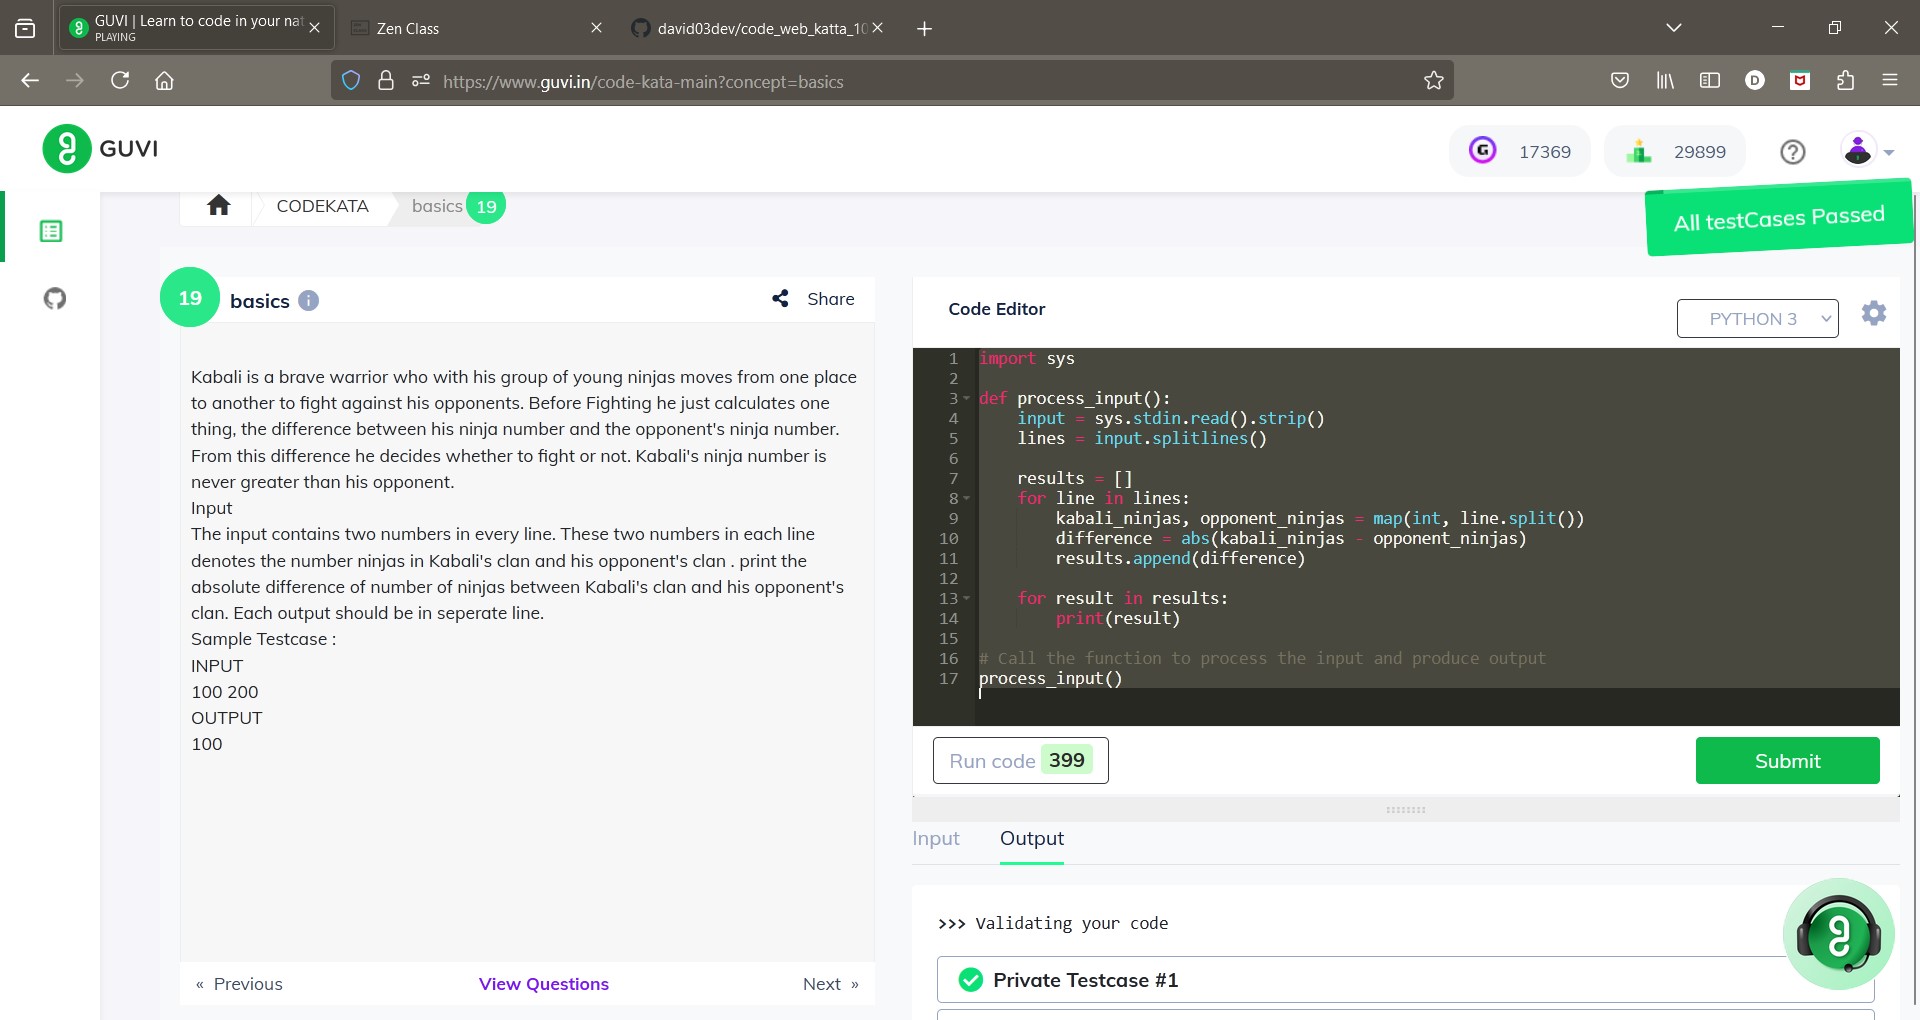 GUVI | Learn to code in your nat
PLAYING
Zen Class
david03dev/code_web_katta_10
https://www.guvi.in/code-kata-main?concept=basics
D
GUVI
G 17369
29899
CODEKATA
basics 19
All testCases Passed
19 basics
Share
Kabali is a brave warrior who with his group of young ninjas moves from one place
to another to fight against his opponents. Before Fighting he just calculates one
thing, the difference between his ninja number and the opponent's ninja number.
From this difference he decides whether to fight or not. Kabali's ninja number is
never greater than his opponent.
Input
The input contains two numbers in every line. These two numbers in each line
denotes the number ninjas in Kabali's clan and his opponent's clan . print the
absolute difference of number of ninjas between Kabali's clan and his opponent's
clan. Each output should be in seperate line.
Sample Testcase :
INPUT
100 200
OUTPUT
100
« Previous
View Questions
Next »
Code Editor
PYTHON 3
1 import sys
2
3 def process_input():
4     input = sys.stdin.read().strip()
5     lines = input.splitlines()
6
7     results = []
8     for line in lines:
9         kabali_ninjas, opponent_ninjas = map(int, line.split())
10         difference = abs(kabali_ninjas - opponent_ninjas)
11         results.append(difference)
12
13     for result in results:
14         print(result)
15
16 # Call the function to process the input and produce output
17 process_input()
Run code 399
Submit
Input
Output
>>> Validating your code
Private Testcase #1